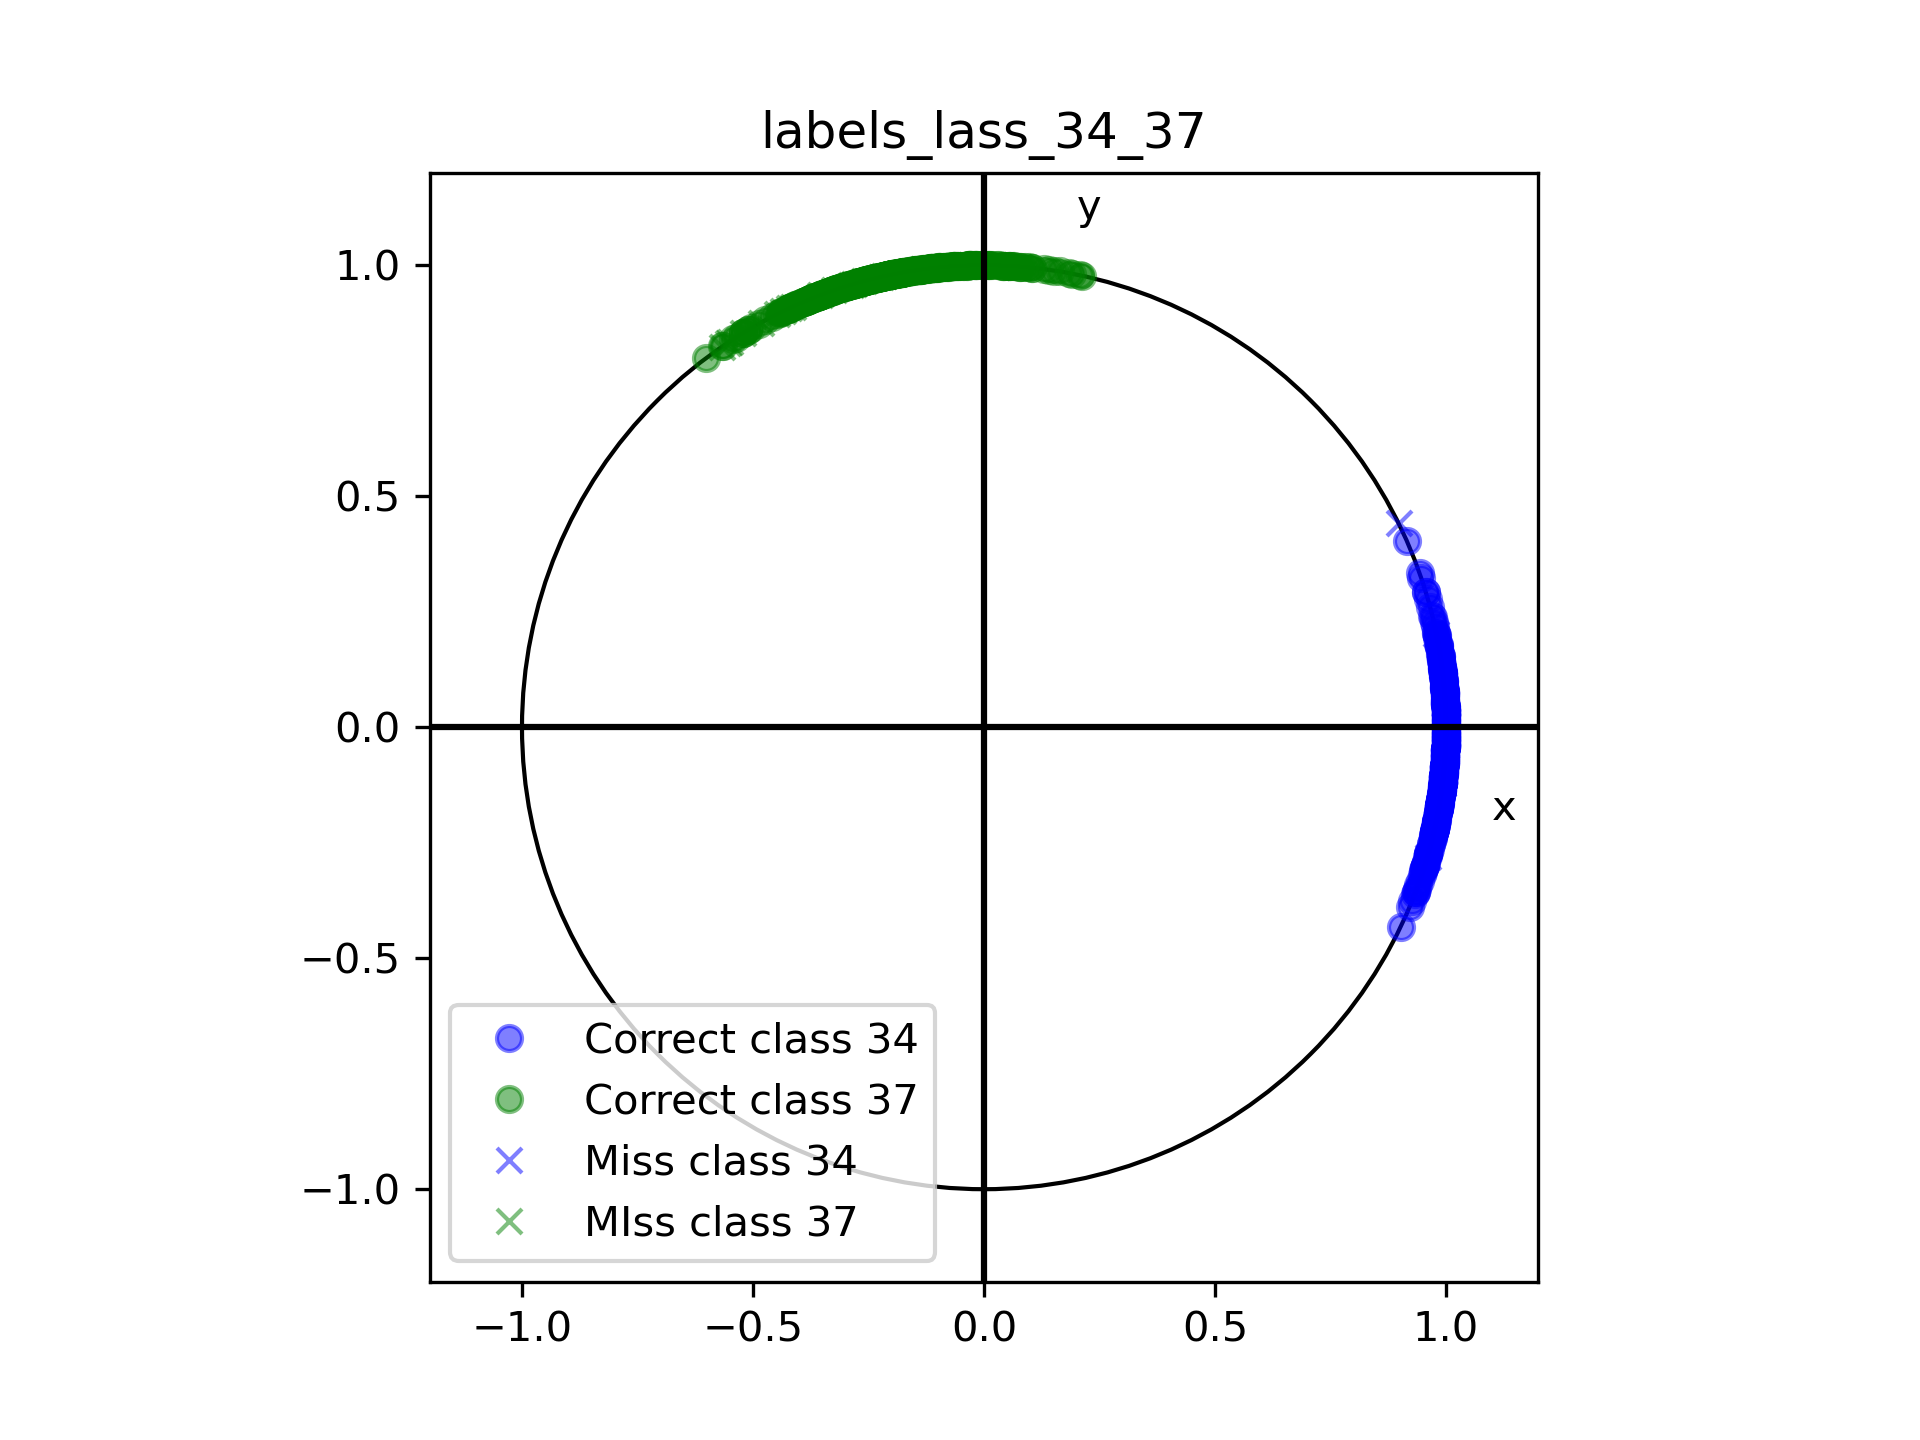 labels_lass_34_37
y
1.0
0.5
0.0
−0.5
−1.0
x
Correct class 34
Correct class 37
Miss class 34
MIss class 37
−1.0 −0.5 0.0 0.5 1.0